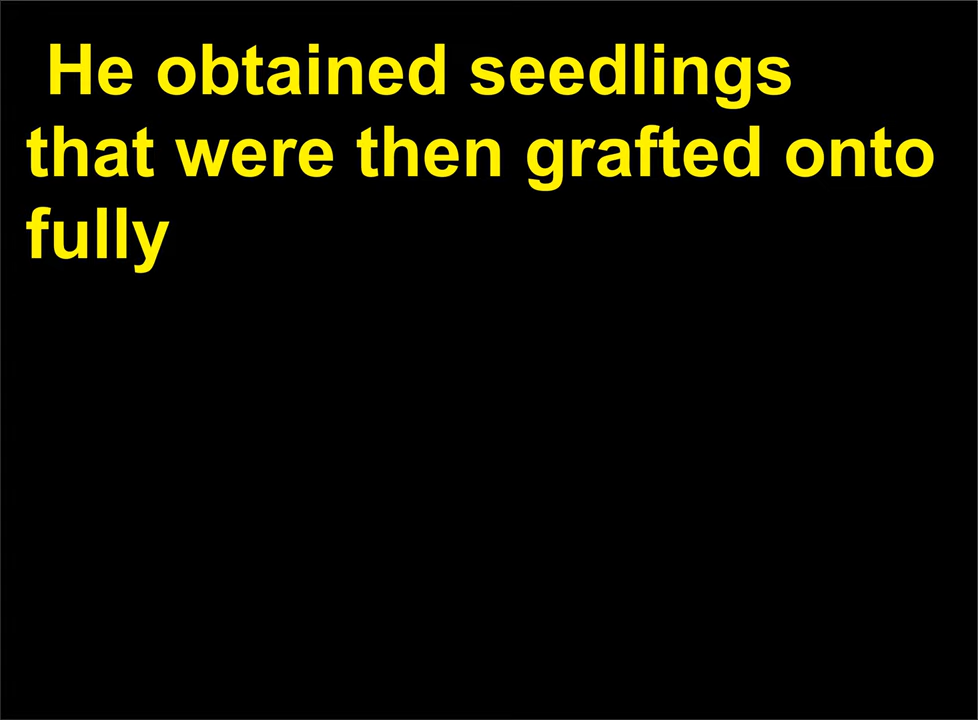 He obtained seedlings
that were then grafted onto
fully